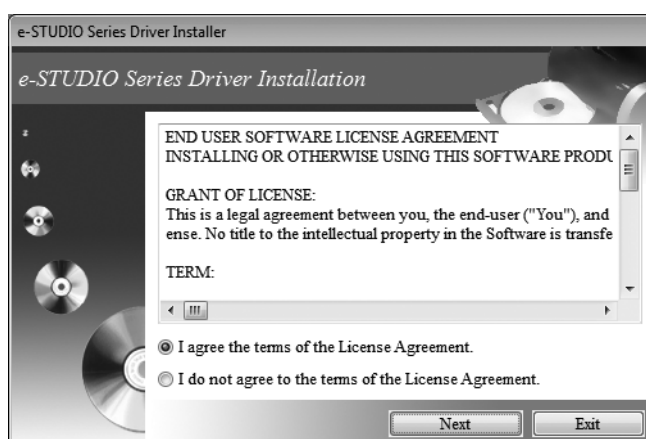 e-STUDIO Series Driver Installer
e-STUDIO Series Driver Installation
END USER SOFTWARE LICENSE AGREEMENT
INSTALLING OR OTHERWISE USING THIS SOFTWARE PRODU
GRANT OF LICENSE:
This is a legal agreement between you, the end-user ("You"), and
ense. No title to the intellectual property in the Software is transfe
TERM:
I agree the terms of the License Agreement.
I do not agree to the terms of the License Agreement.
Next
Exit